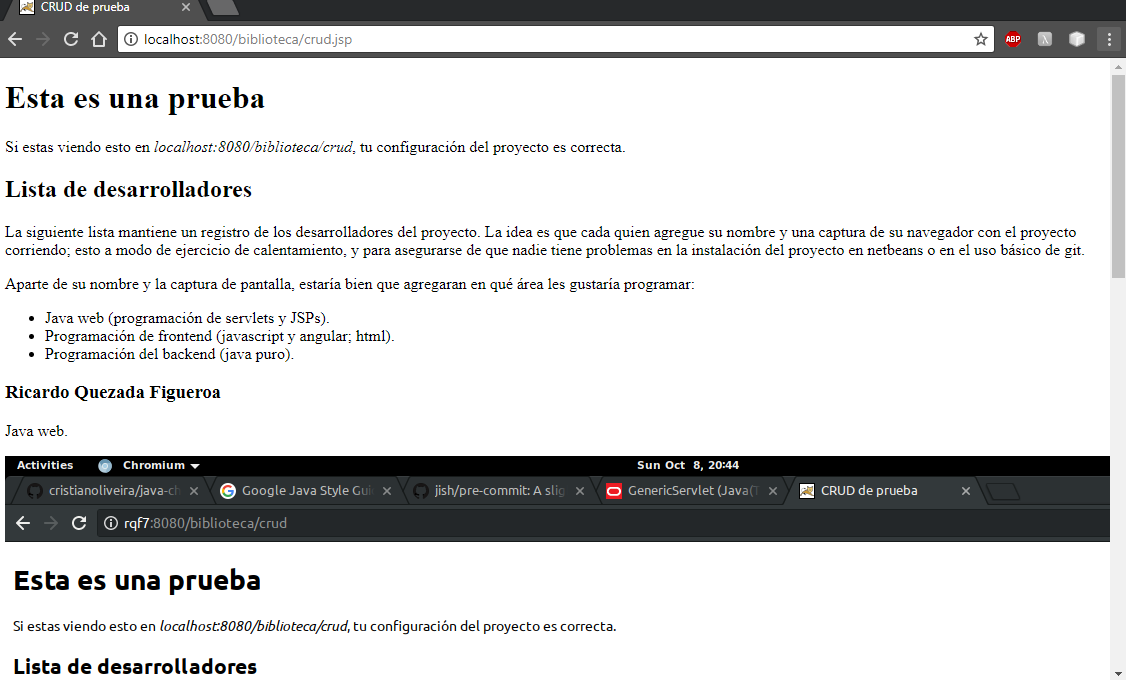 CRUD de prueba
localhost:8080/biblioteca/crud.jsp
ABP
Esta es una prueba
Si estas viendo esto en localhost:8080/biblioteca/crud, tu configuración del proyecto es correcta.
Lista de desarrolladores
La siguiente lista mantiene un registro de los desarrolladores del proyecto. La idea es que cada quien agregue su nombre y una captura de su navegador con el proyecto
corriendo; esto a modo de ejercicio de calentamiento, y para asegurarse de que nadie tiene problemas en la instalación del proyecto en netbeans o en el uso básico de git.
Aparte de su nombre y la captura de pantalla, estaría bien que agregaran en qué área les gustaría programar:
• Java web (programación de servlets y JSPs).
• Programación de frontend (javascript y angular; html).
• Programación del backend (java puro).
Ricardo Quezada Figueroa
Java web.
Activities Chromium Sun Oct 8, 20:44
cristianoliveira/java-ch Google Java Style Gui jish/pre-commit: A slig GenericServlet (Java(T CRUD de prueba
rqf7:8080/biblioteca/crud
Esta es una prueba
Si estas viendo esto en localhost:8080/biblioteca/crud, tu configuración del proyecto es correcta.
Lista de desarrolladores